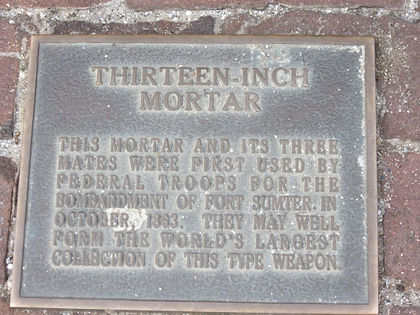 THIRTEEN-INCH
MORTAR
THIS MORTAR AND ITS THREE
MATES WERE FIRST USED BY
FEDERAL TROOPS FOR THE
BOMBARDMENT OF FORT SUMTER IN
OCTOBER, 1863. THEY MAY WELL
FORM THE WORLD'S LARGEST
COLLECTION OF THIS TYPE WEAPON.